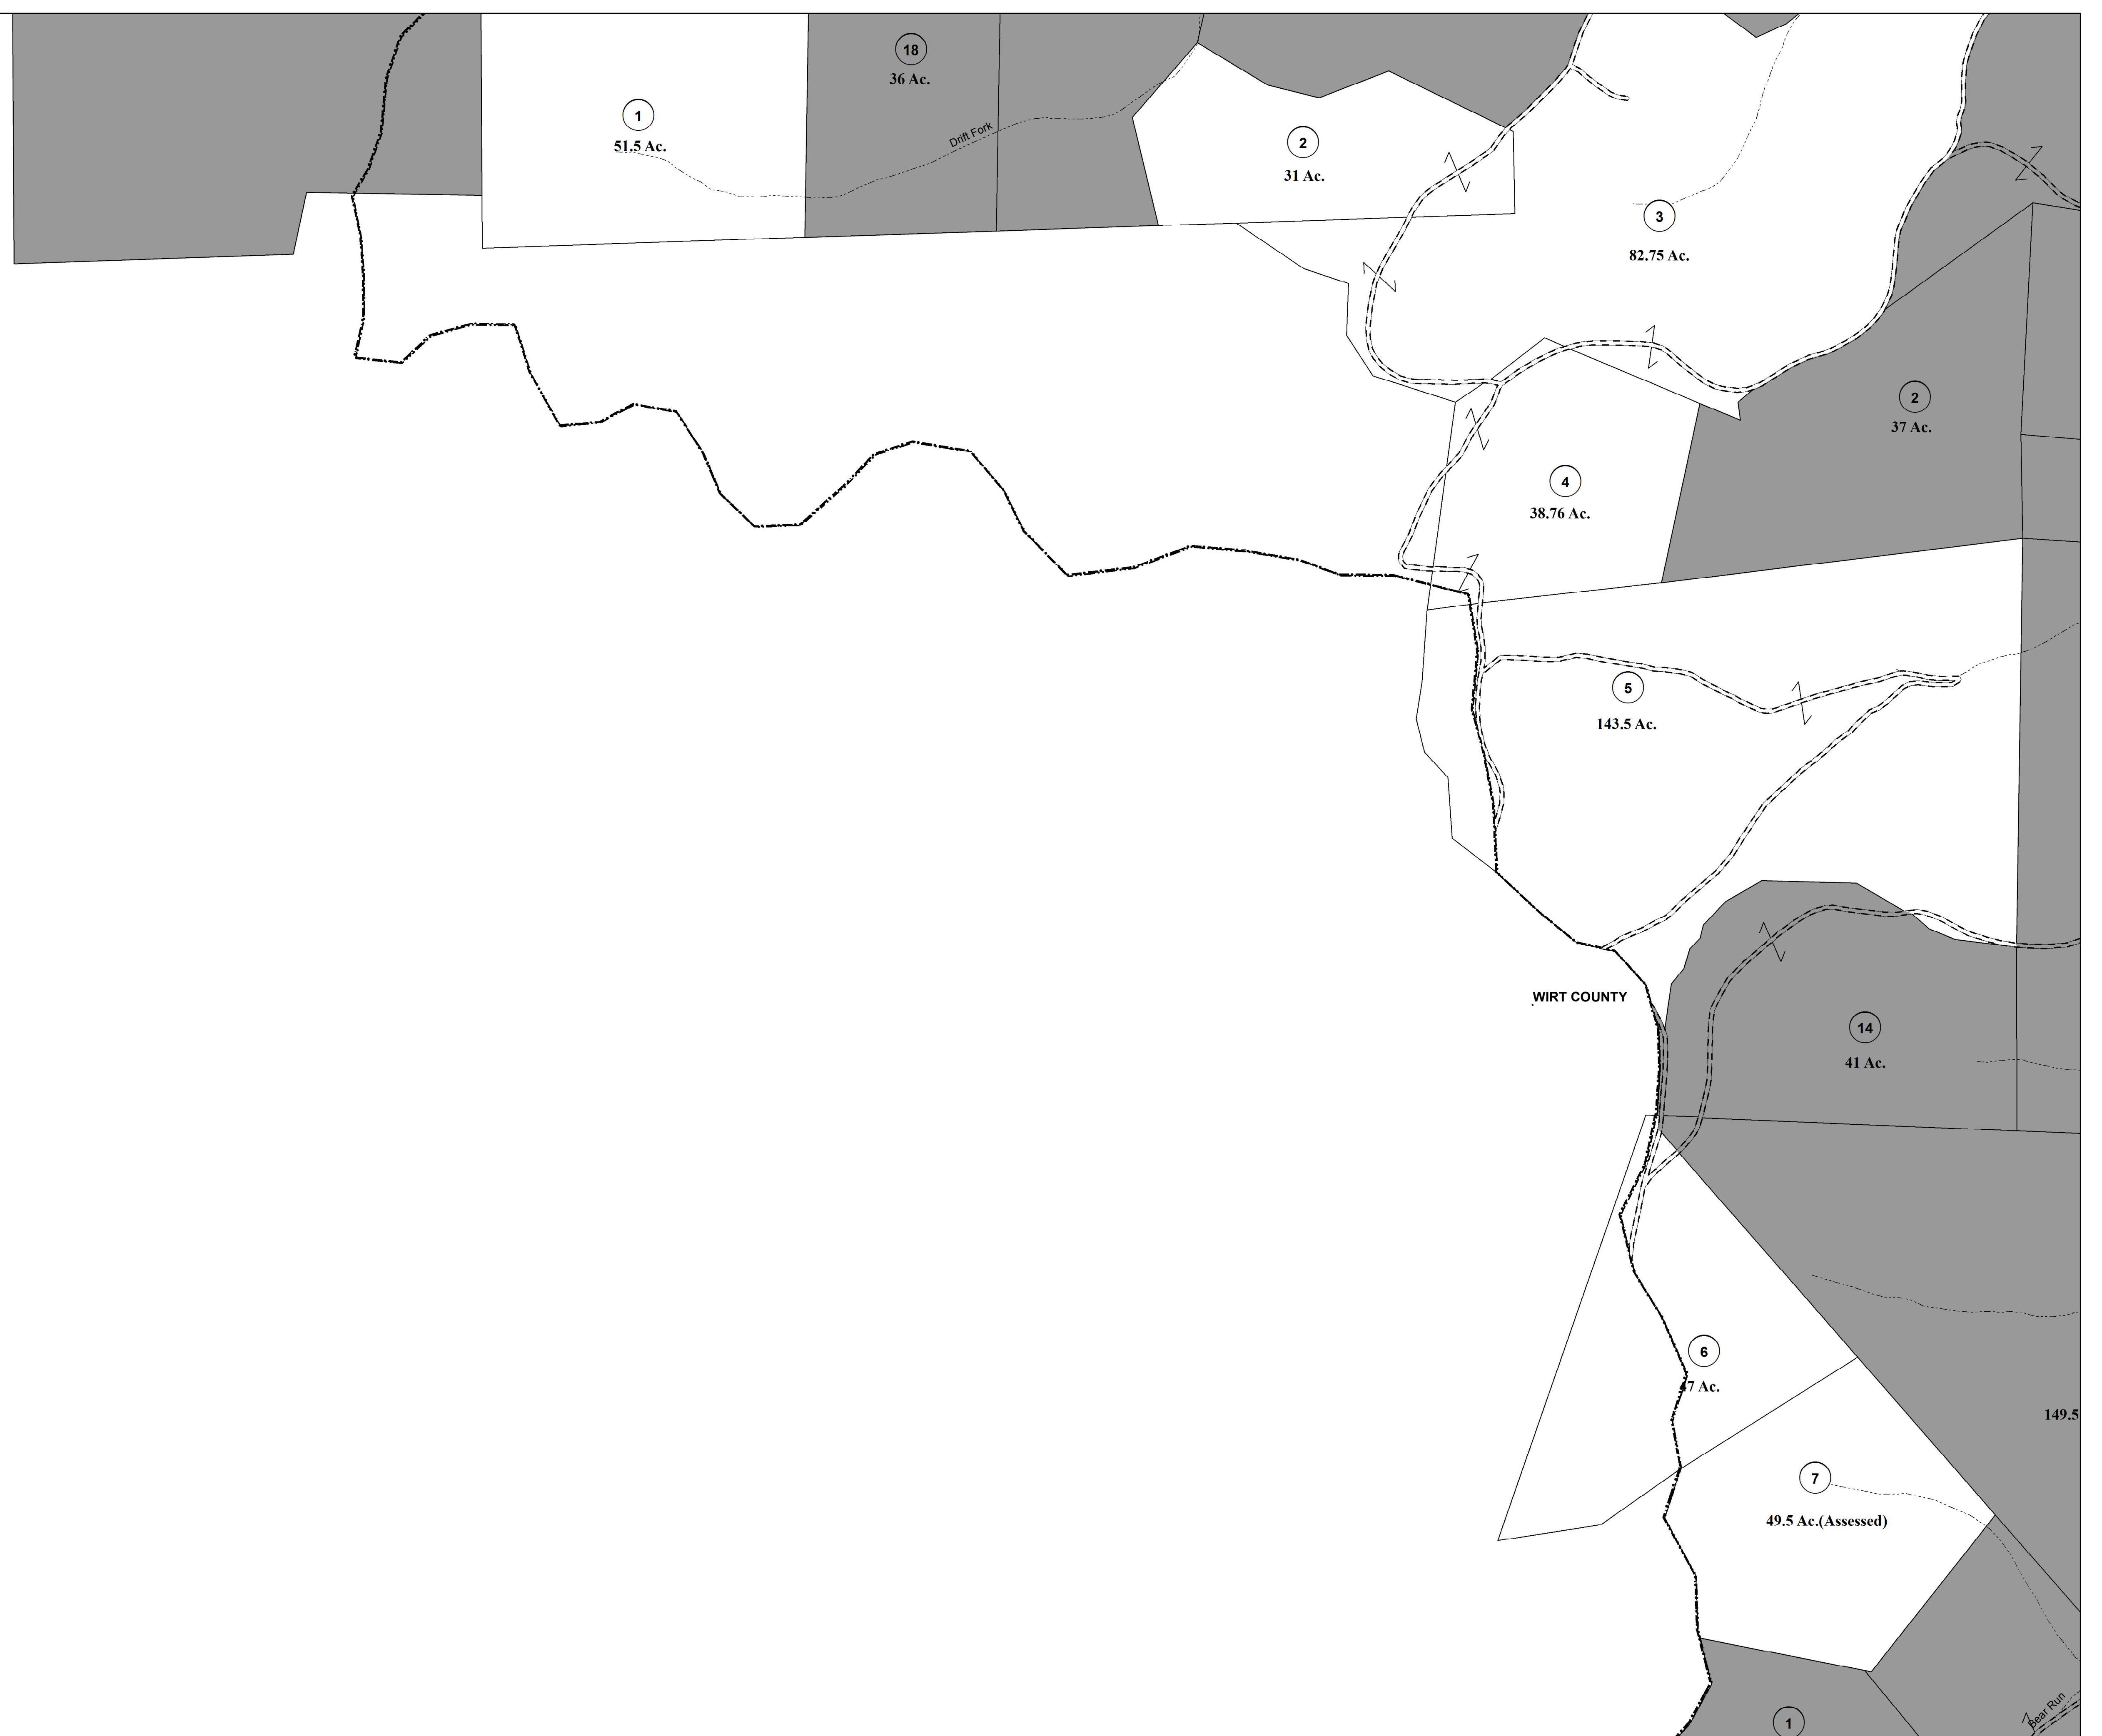 18
36 Ac.
1
51.5 Ac.
Drift Fork
2
31 Ac.
3
82.75 Ac.
2
37 Ac.
4
38.76 Ac.
5
143.5 Ac.
WIRT COUNTY
14
41 Ac.
6
47 Ac.
149.5
7
49.5 Ac.(Assessed)
Bear Run
1